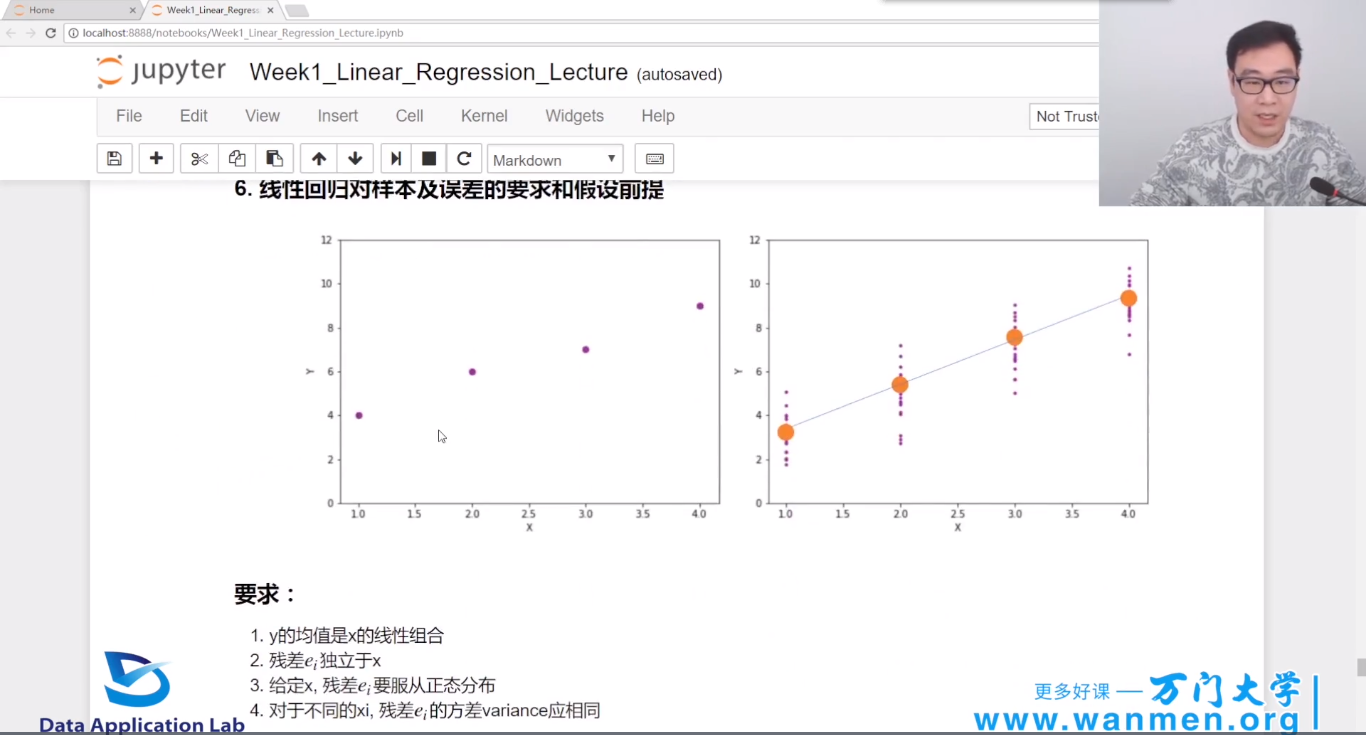 Home
Week1_Linear_Regress
localhost:8888/notebooks/Week1_Linear_Regression_Lecture.ipynb
jupyter Week1_Linear_Regression_Lecture (autosaved)
File Edit View Insert Cell Kernel Widgets Help Not Truste
Markdown
6. 线性回归对样本及误差的要求和假设前提
12
10
8
6
4
2
0
Y
1.0 1.5 2.0 2.5 3.0 3.5 4.0
X
12
10
8
6
4
2
0
Y
1.0 1.5 2.0 2.5 3.0 3.5 4.0
X
要求：
1. y的均值是x的线性组合
2. 残差eᵢ独立于x
3. 给定x, 残差eᵢ要服从正态分布
4. 对于不同的xi, 残差eᵢ的方差variance应相同
Data Application Lab
更多好课 — 万门大学
www.wanmen.org